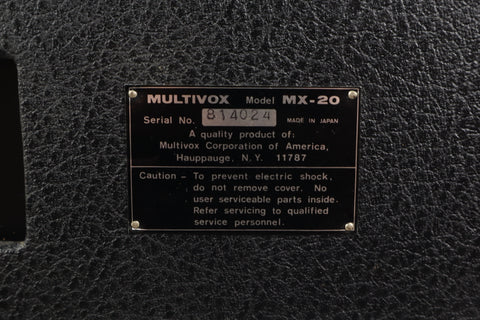 MULTIVOX Model MX-20
Serial No. 814024 MADE IN JAPAN
A quality product of:
Multivox Corporation of America,
Hauppauge, N.Y. 11787
Caution - To prevent electric shock,
do not remove cover. No
user serviceable parts inside.
Refer servicing to qualified
service personnel.